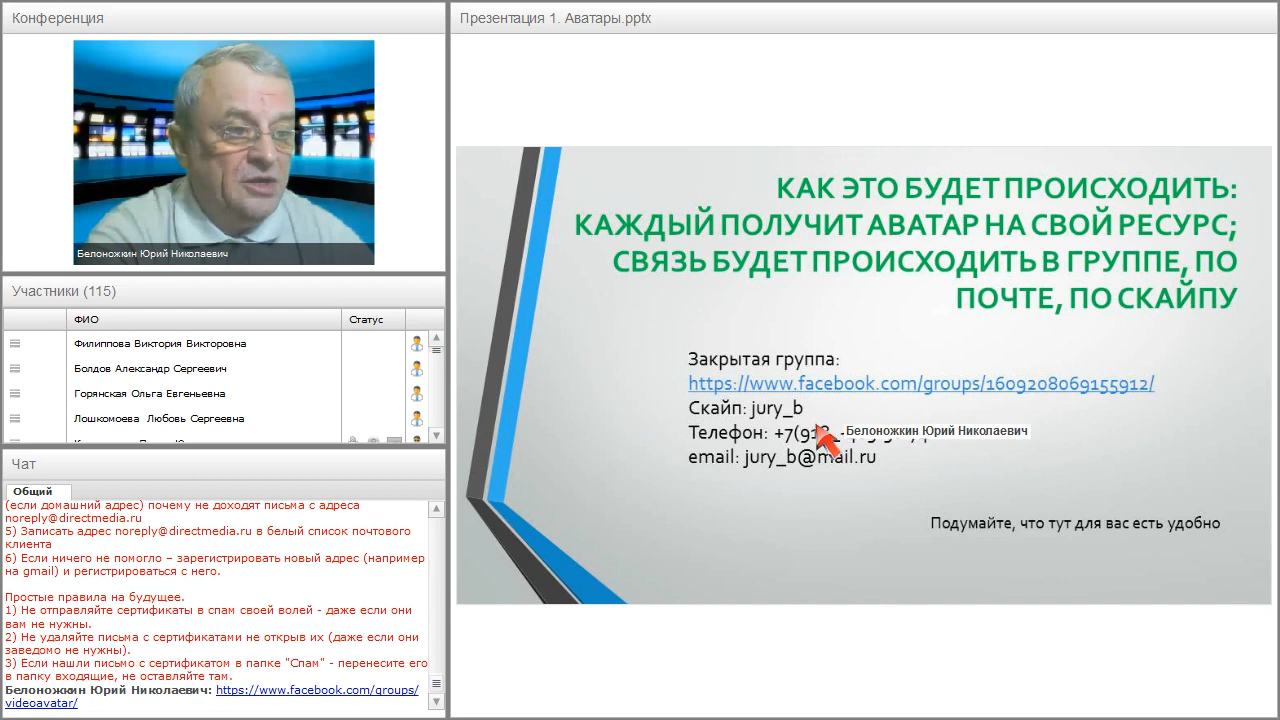 Конференция
Белоножкин Юрий Николаевич
Участники (115)
ФИО Статус
Филиппова Виктория Викторовна
Болдов Александр Сергеевич
Горянская Ольга Евгеньевна
Лошкомоева Любовь Сергеевна
Чат
Общий
(если домашний адрес) почему не доходят письма с адреса
noreply@directmedia.ru
5) Записать адрес noreply@directmedia.ru в белый список почтового
клиента
6) Если ничего не помогло – зарегистрировать новый адрес (например
на gmail) и регистрироваться с него.
Простые правила на будущее.
1) Не отправляйте сертификаты в спам своей волей - даже если они
вам не нужны.
2) Не удаляйте письма с сертификатами не открыв их (даже если они
заведомо не нужны).
3) Если нашли письмо с сертификатом в папке "Спам" - перенесите его
в папку входящие, не оставляйте там.
Белоножкин Юрий Николаевич: https://www.facebook.com/groups/
videoavatar/
Презентация 1. Аватары.pptx
КАК ЭТО БУДЕТ ПРОИСХОДИТЬ:
КАЖДЫЙ ПОЛУЧИТ АВАТАР НА СВОЙ РЕСУРС;
СВЯЗЬ БУДЕТ ПРОИСХОДИТЬ В ГРУППЕ, ПО
ПОЧТЕ, ПО СКАЙПУ
Закрытая группа:
https://www.facebook.com/groups/1609208069155912/
Скайп: jury_b
Телефон: Белоножкин Юрий Николаевич
email: jury_b@mail.ru
Подумайте, что тут для вас есть удобно